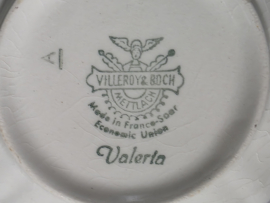 A
VILLEROY & BOCH
METTLACH
Made in France-Saar
Economic Union
Valeria